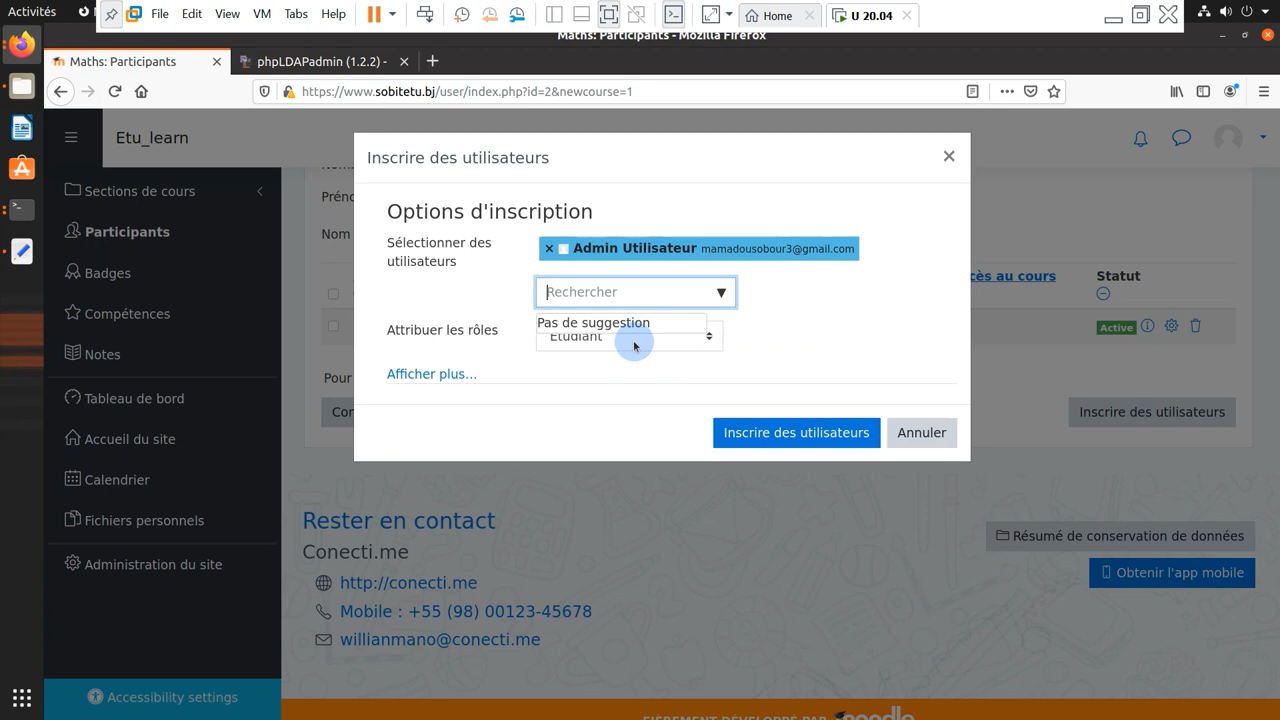 Activités
File Edit View VM Tabs Help
Home
U 20.04
Maths: Participants - Mozilla Firefox
Maths: Participants
phpLDAPadmin (1.2.2) -
https://www.sobitetu.bj/user/index.php?id=2&newcourse=1
Etu_learn
Sections de cours
Participants
Badges
Compétences
Notes
Tableau de bord
Accueil du site
Calendrier
Fichiers personnels
Administration du site
Accessibility settings
Inscrire des utilisateurs
Options d'inscription
Sélectionner des
utilisateurs
Admin Utilisateur mamadousobour3@gmail.com
Rechercher
Pas de suggestion
Attribuer les rôles
Étudiant
Afficher plus...
Inscrire des utilisateurs
Annuler
Nom
Statut
Active
Pour
Inscrire des utilisateurs
Rester en contact
Conecti.me
http://conecti.me
Mobile : +55 (98) 00123-45678
willianmano@conecti.me
Résumé de conservation de données
Obtenir l'app mobile
FIÈREMENT DÉVELOPPÉ PAR moodle